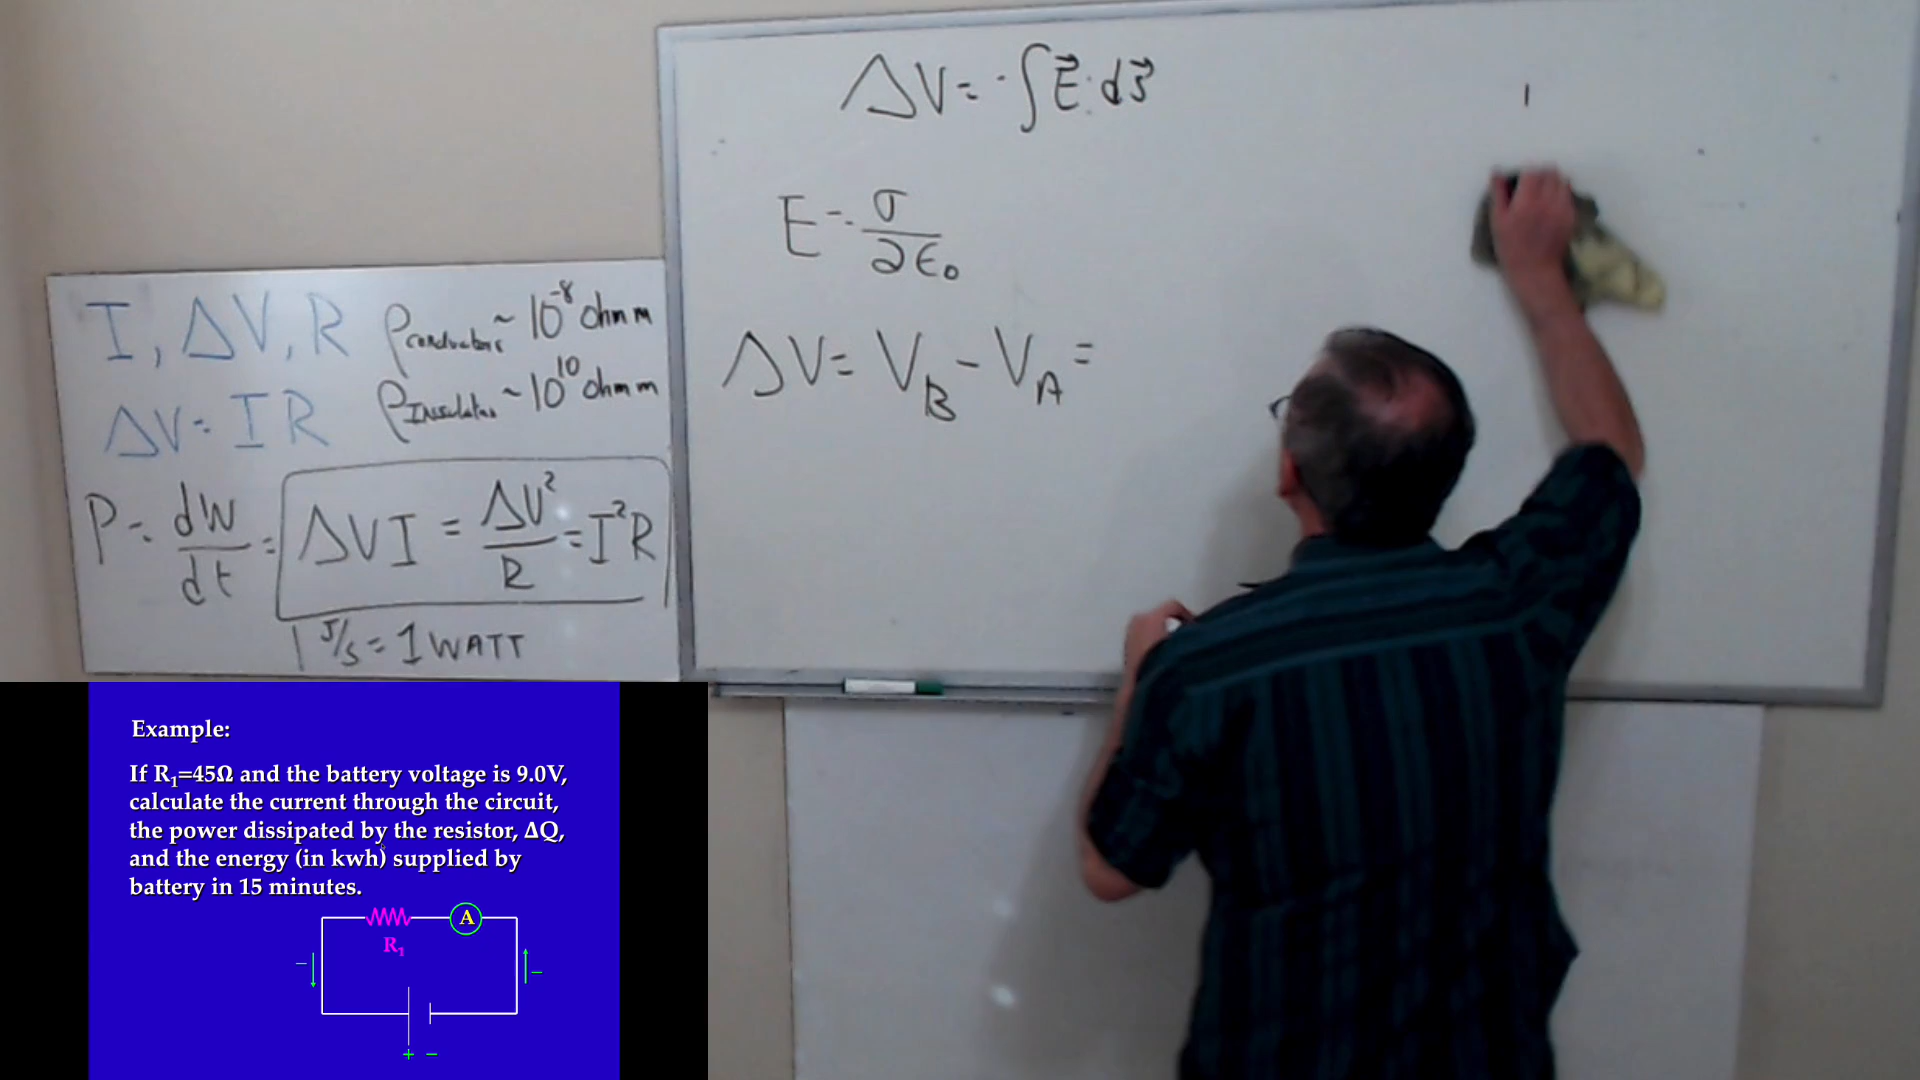 ΔV = -∫E⃗·ds⃗
E = σ/2ϵ₀
ΔV = V_B - V_A =
I, ΔV, R
ρconductors ~ 10⁻⁸ ohm m
ρInsulator ~ 10¹⁰ ohm m
ΔV = IR
P = dW/dt = ΔVI = ΔV²/R = I²R
1 J/s = 1 WATT
Example:
If R₁=45Ω and the battery voltage is 9.0V,
calculate the current through the circuit,
the power dissipated by the resistor, ΔQ,
and the energy (in kwh) supplied by
battery in 15 minutes.
A
R₁
−
−
+ −